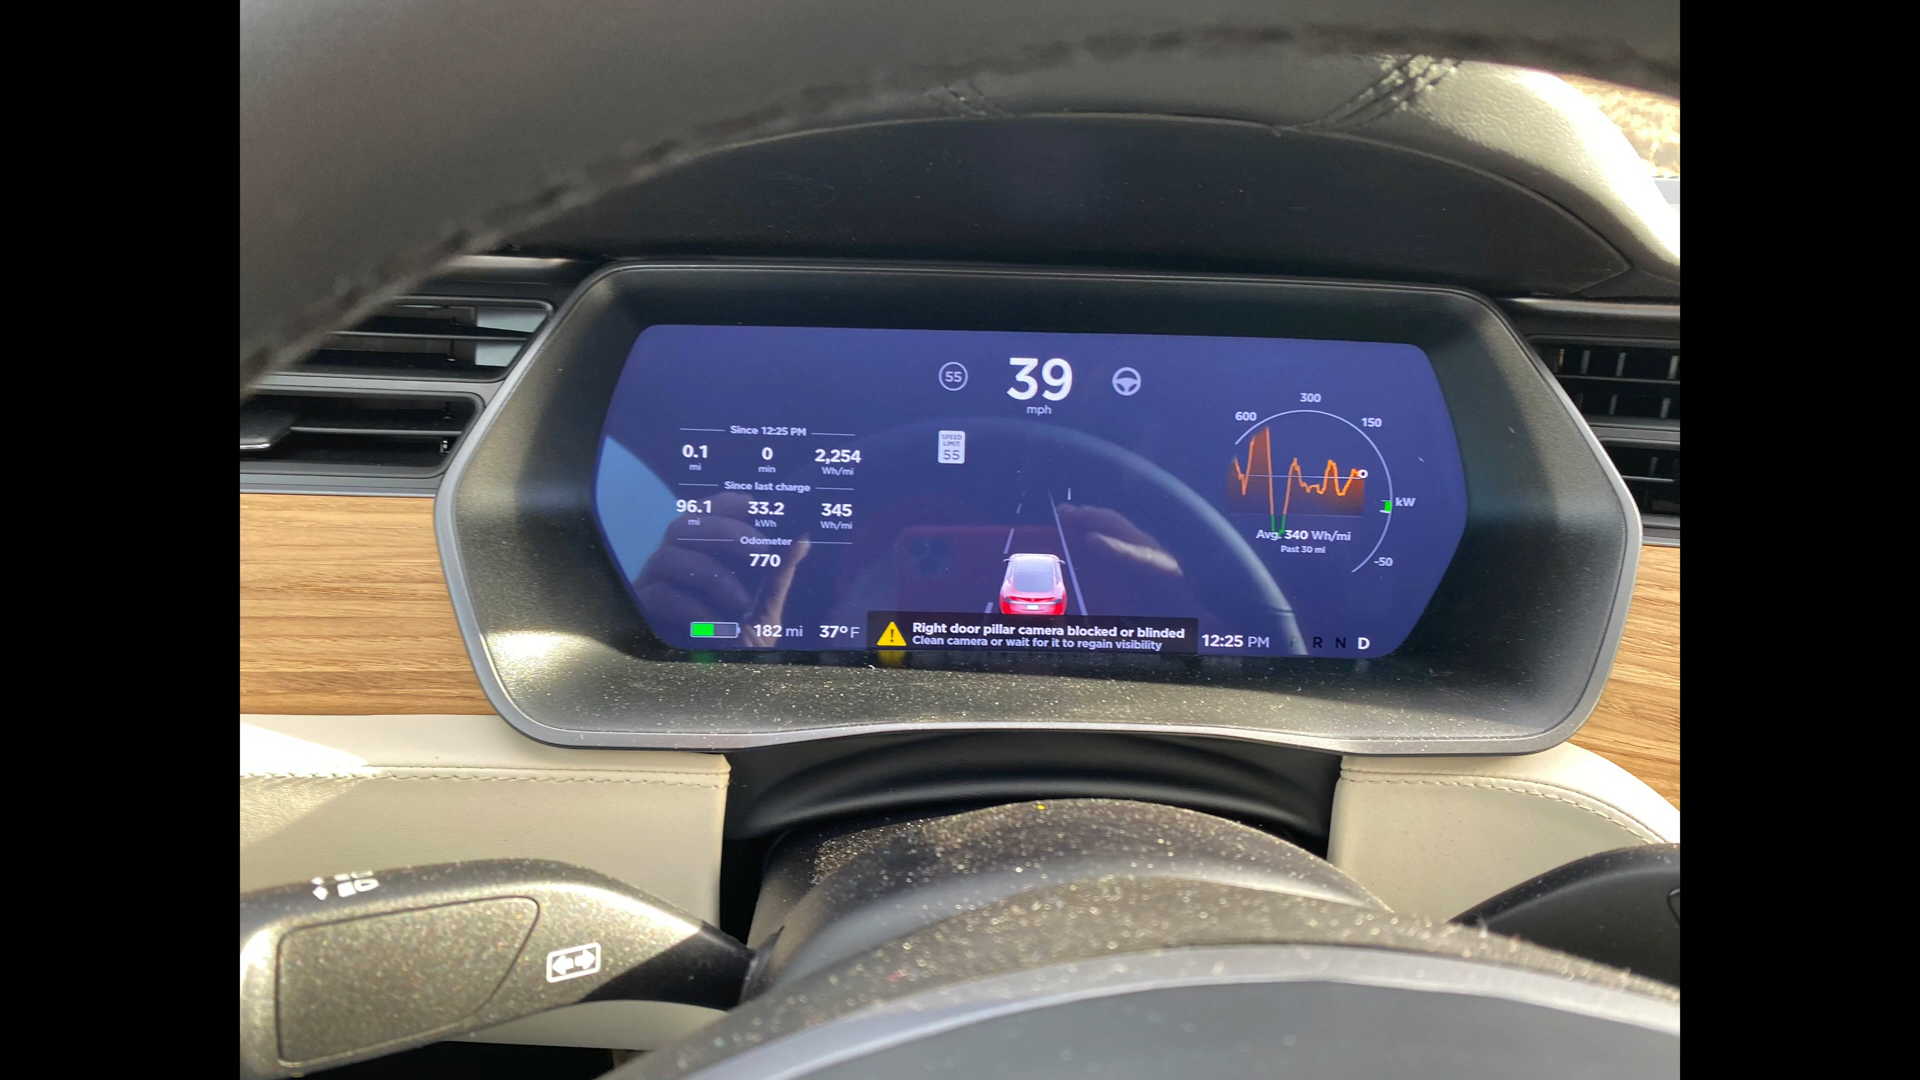 55
39
mph
SPEED
LIMIT
55
Since 12:25 PM
0.1 0 2,254
mi min Wh/mi
Since last charge
96.1 33.2 345
mi kWh Wh/mi
Odometer
770
600 300 150
0
kW
-50
Avg. 340 Wh/mi
Past 30 mi
182 mi 37° F
Right door pillar camera blocked or blinded
Clean camera or wait for it to regain visibility
12:25 PM R N D